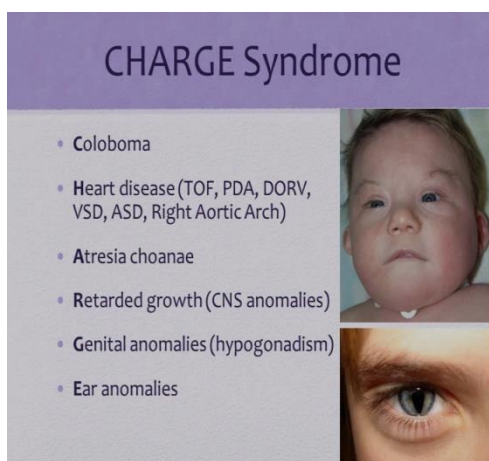 CHARGE Syndrome
• Coloboma
• Heart disease (TOF, PDA, DORV,
VSD, ASD, Right Aortic Arch)
• Atresia choanae
• Retarded growth (CNS anomalies)
• Genital anomalies (hypogonadism)
• Ear anomalies